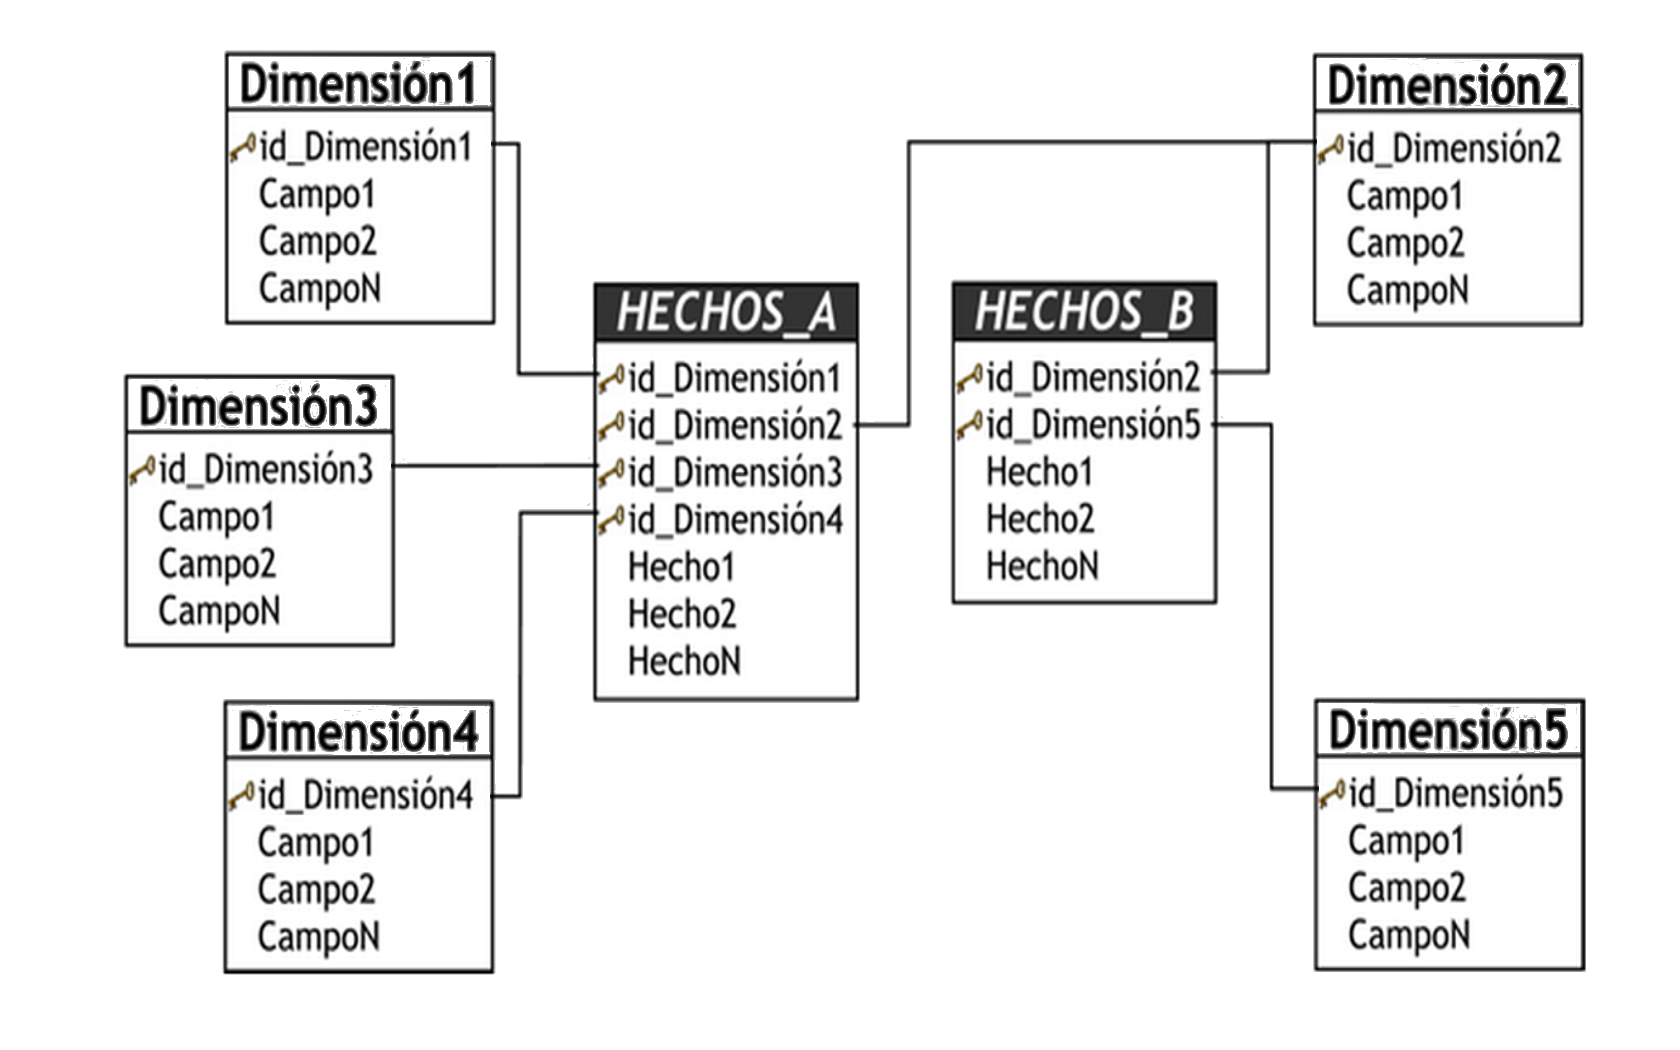 Dimensión1
id_Dimensión1
Campo1
Campo2
CampoN
Dimensión2
id_Dimensión2
Campo1
Campo2
CampoN
HECHOS_A
id_Dimensión1
id_Dimensión2
id_Dimensión3
id_Dimensión4
Hecho1
Hecho2
HechoN
HECHOS_B
id_Dimensión2
id_Dimensión5
Hecho1
Hecho2
HechoN
Dimensión3
id_Dimensión3
Campo1
Campo2
CampoN
Dimensión4
id_Dimensión4
Campo1
Campo2
CampoN
Dimensión5
id_Dimensión5
Campo1
Campo2
CampoN